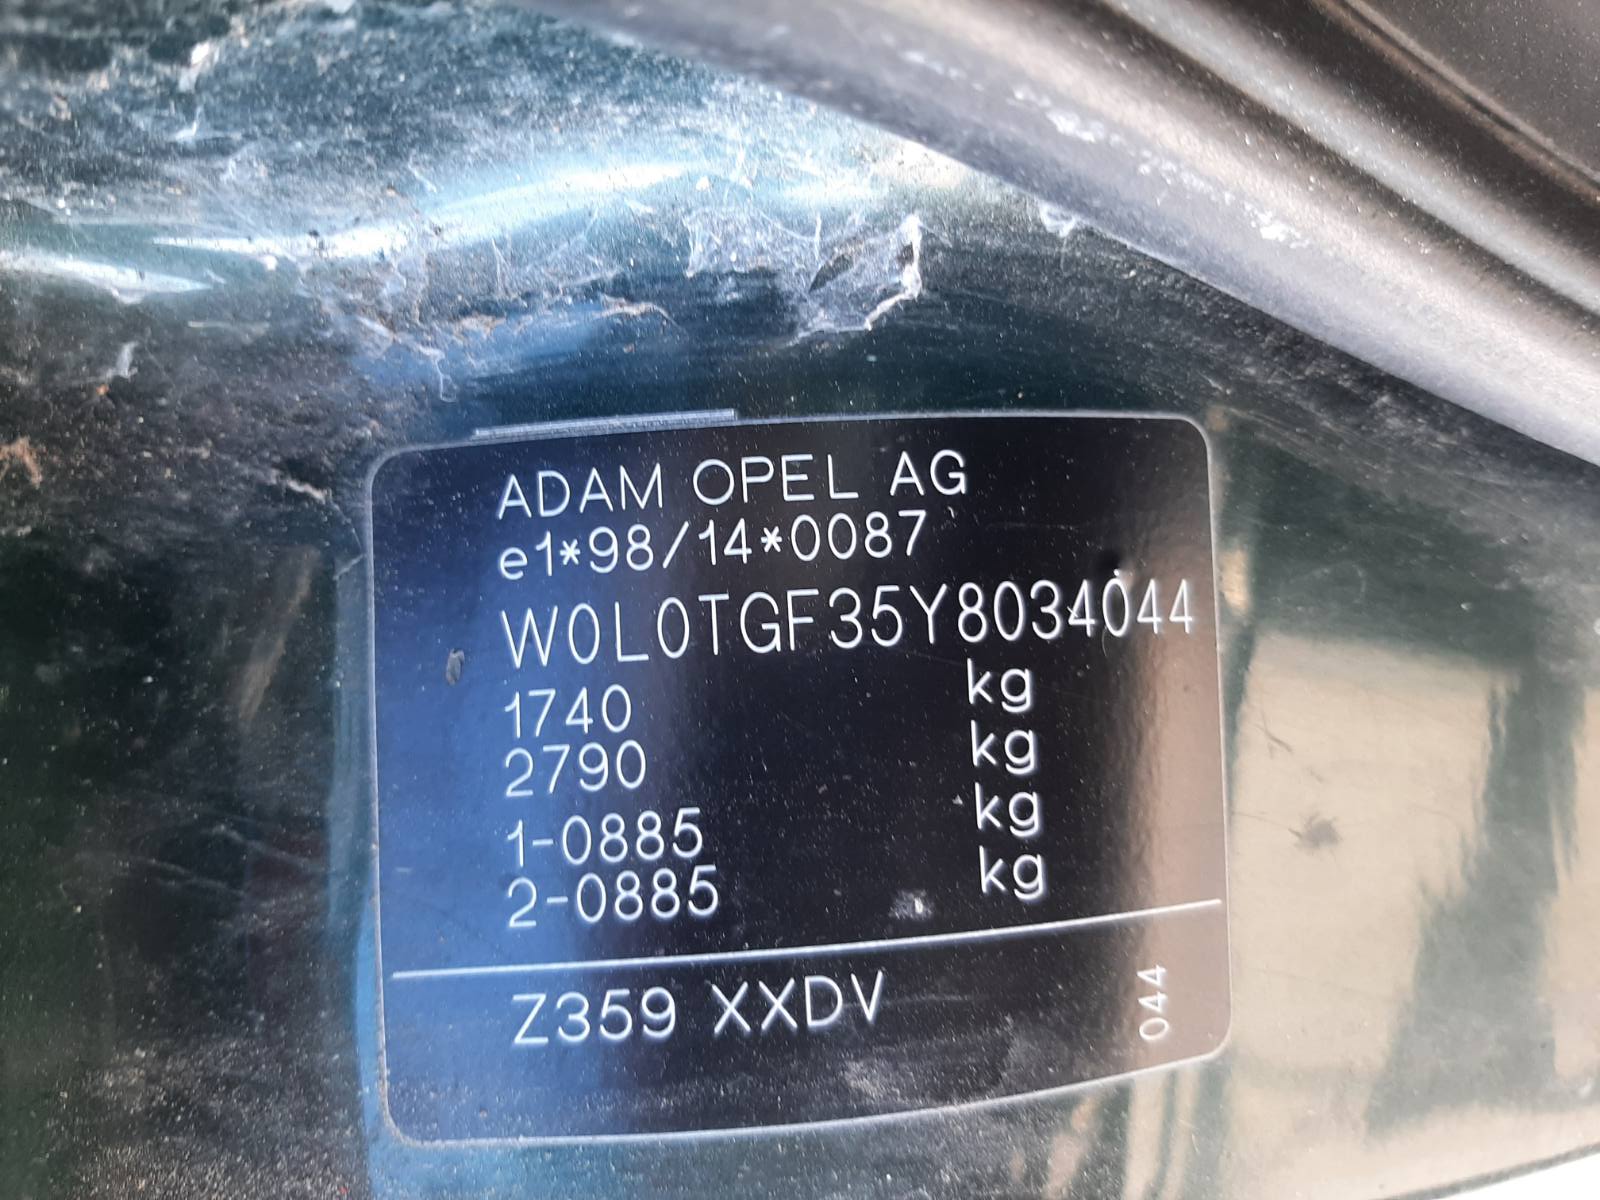 ADAM OPEL AG
e1*98/14*0087
W0L0TGF35Y8034044
1740 kg
2790 kg
1-0885 kg
2-0885 kg
Z359 XXDV
044